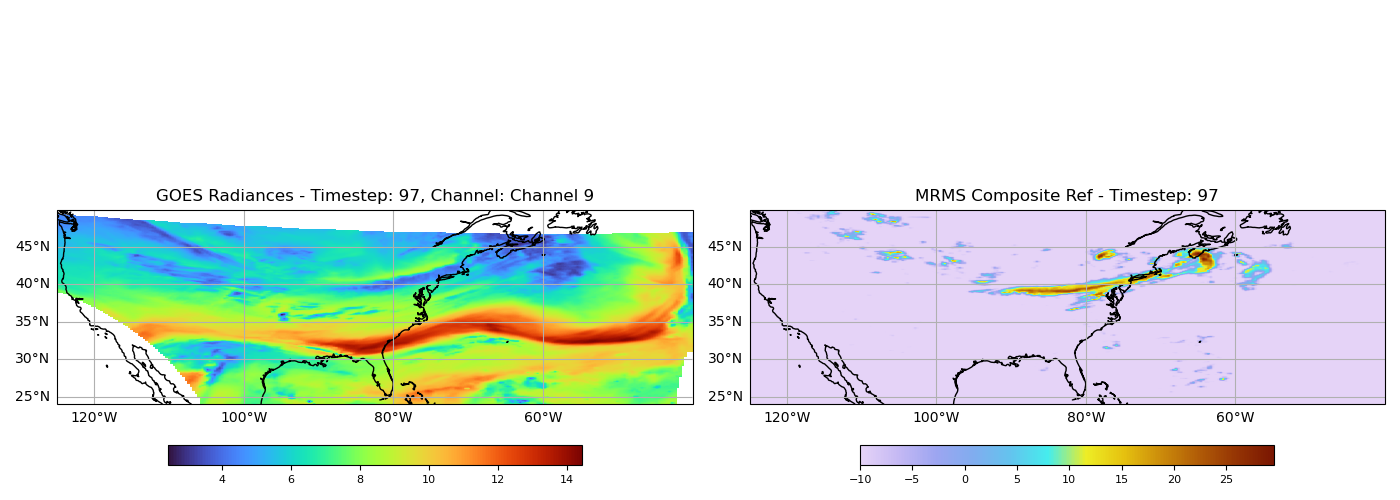 GOES Radiances - Timestep: 97, Channel: Channel 9
45°N
40°N
35°N
30°N
25°N
120°W 100°W 80°W 60°W
4 6 8 10 12 14
MRMS Composite Ref - Timestep: 97
45°N
40°N
35°N
30°N
25°N
120°W 100°W 80°W 60°W
−10 −5 0 5 10 15 20 25